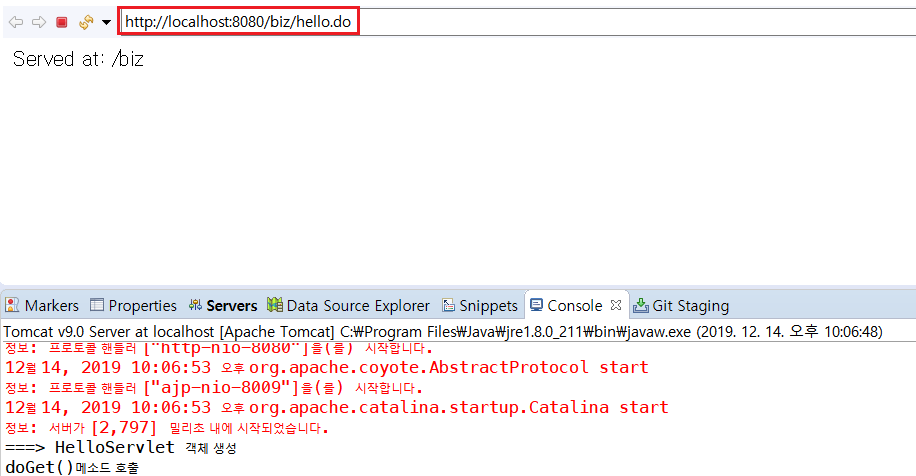 http://localhost:8080/biz/hello.do
Served at: /biz
Markers Properties Servers Data Source Explorer Snippets Console Git Staging
Tomcat v9.0 Server at localhost [Apache Tomcat] C:₩Program Files₩Java₩jre1.8.0_211₩bin₩javaw.exe (2019. 12. 14. 오후 10:06:48)
정보: 프로토콜 핸들러 ["http-nio-8080"]을(를) 시작합니다.
12월 14, 2019 10:06:53 오후 org.apache.coyote.AbstractProtocol start
정보: 프로토콜 핸들러 ["ajp-nio-8009"]을(를) 시작합니다.
12월 14, 2019 10:06:53 오후 org.apache.catalina.startup.Catalina start
정보: 서버가 [2,797] 밀리초 내에 시작되었습니다.
===> HelloServlet 객체 생성
doGet()메소드 호출